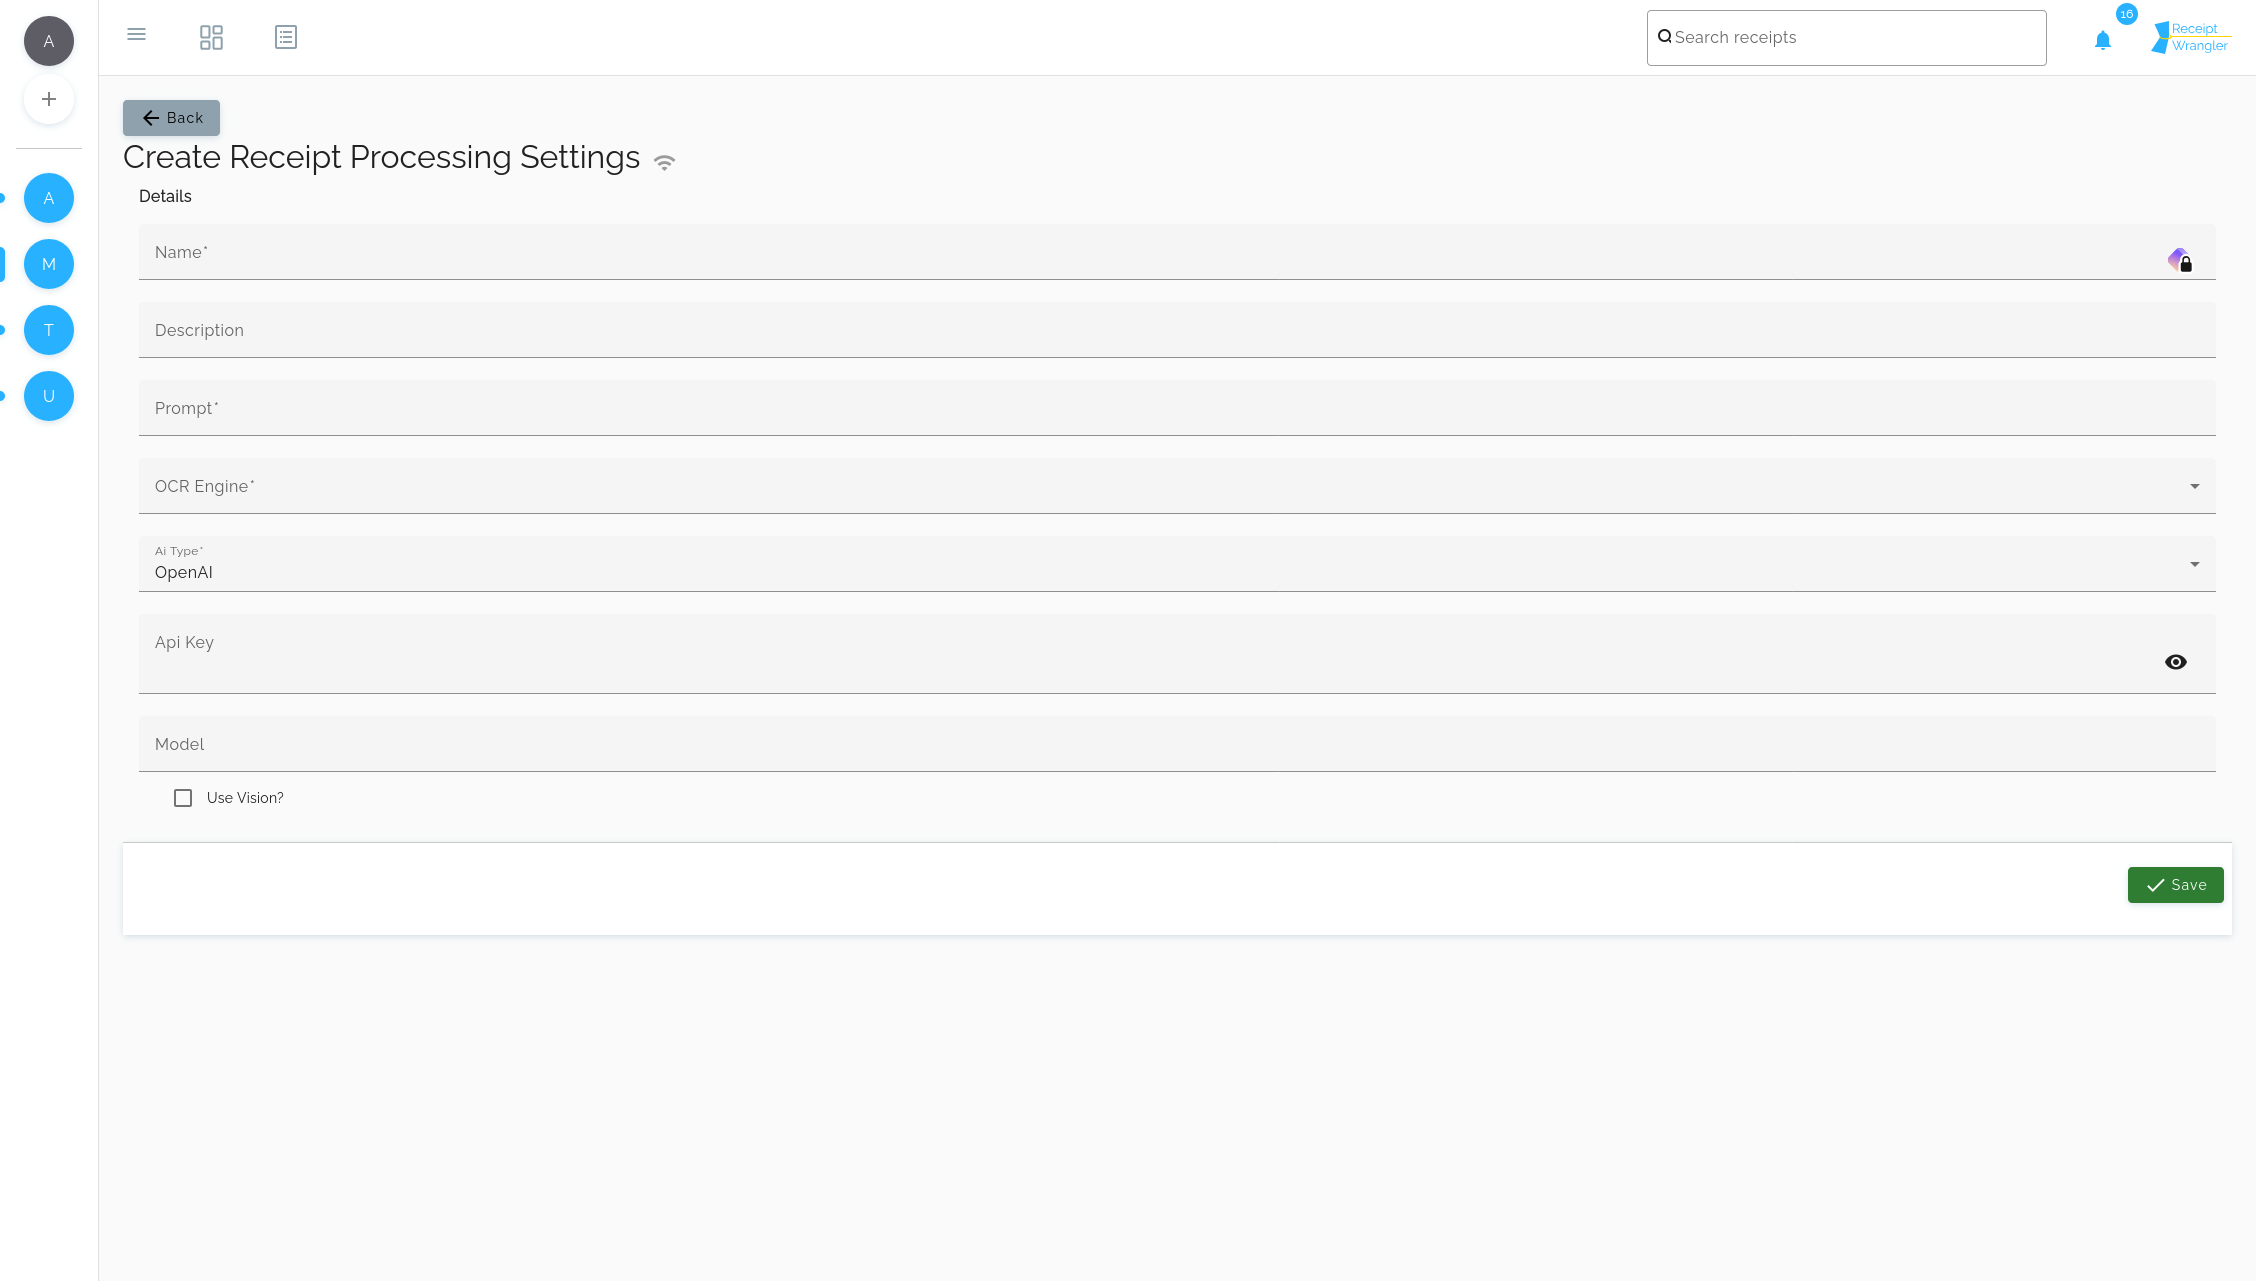 A
Search receipts
16
Receipt
Wrangler
A
M
T
U
Back
Create Receipt Processing Settings
Details
Name*
Description
Prompt*
OCR Engine*
Ai Type*
OpenAI
Api Key
Model
Use Vision?
Save